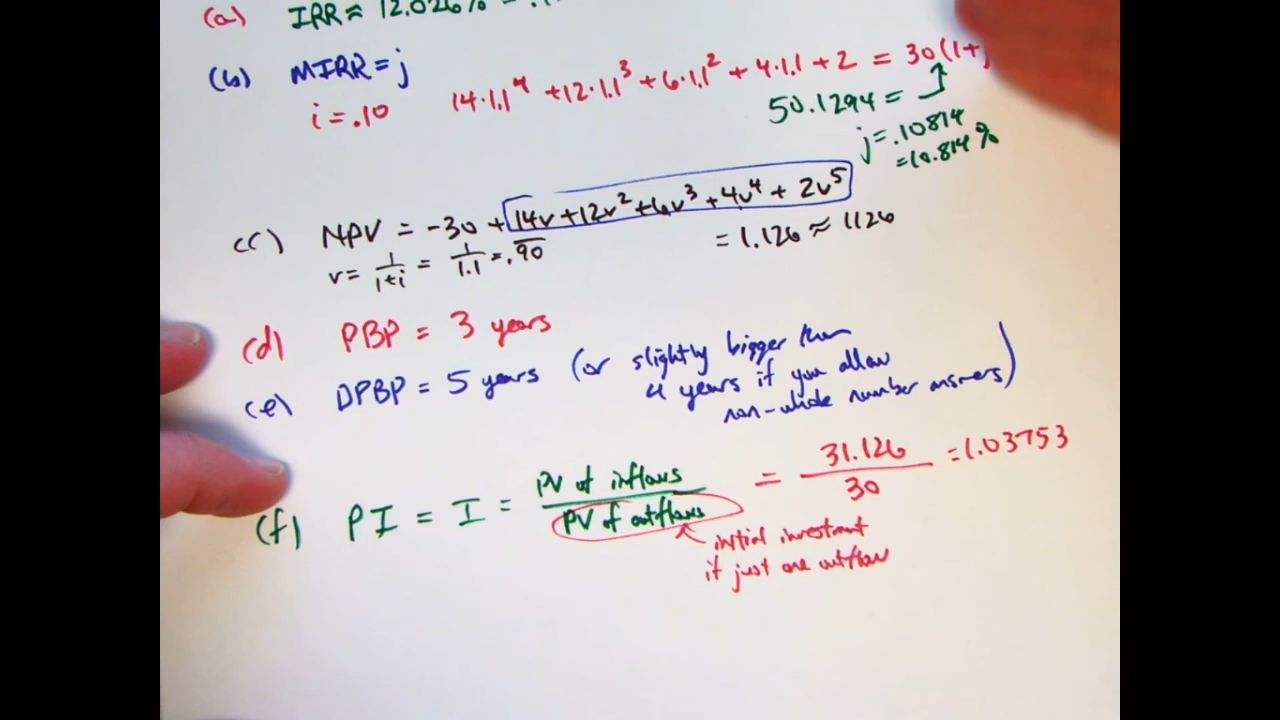 (a) IRR ≈ 12.026% =
(b) MIRR = j
i = .10 14·1.1⁴ + 12·1.1³ + 6·1.1² + 4·1.1 + 2 = 30(1+j
50.1294 =
j = .10814
= 10.814%
(c) NPV = -30 + 14v + 12v² + 6v³ + 4v⁴ + 2v⁵
v = 1/(1+i) = 1/1.1 = .90 = 1.126 ≈ 1126
(d) PBP = 3 years
(e) DPBP = 5 years (or slightly bigger than
4 years if you allow
non-whole number answers)
(f) PI = I = PV of inflows / PV of outflows = 31.126 / 30 = 1.03753
initial investment
if just one outflow